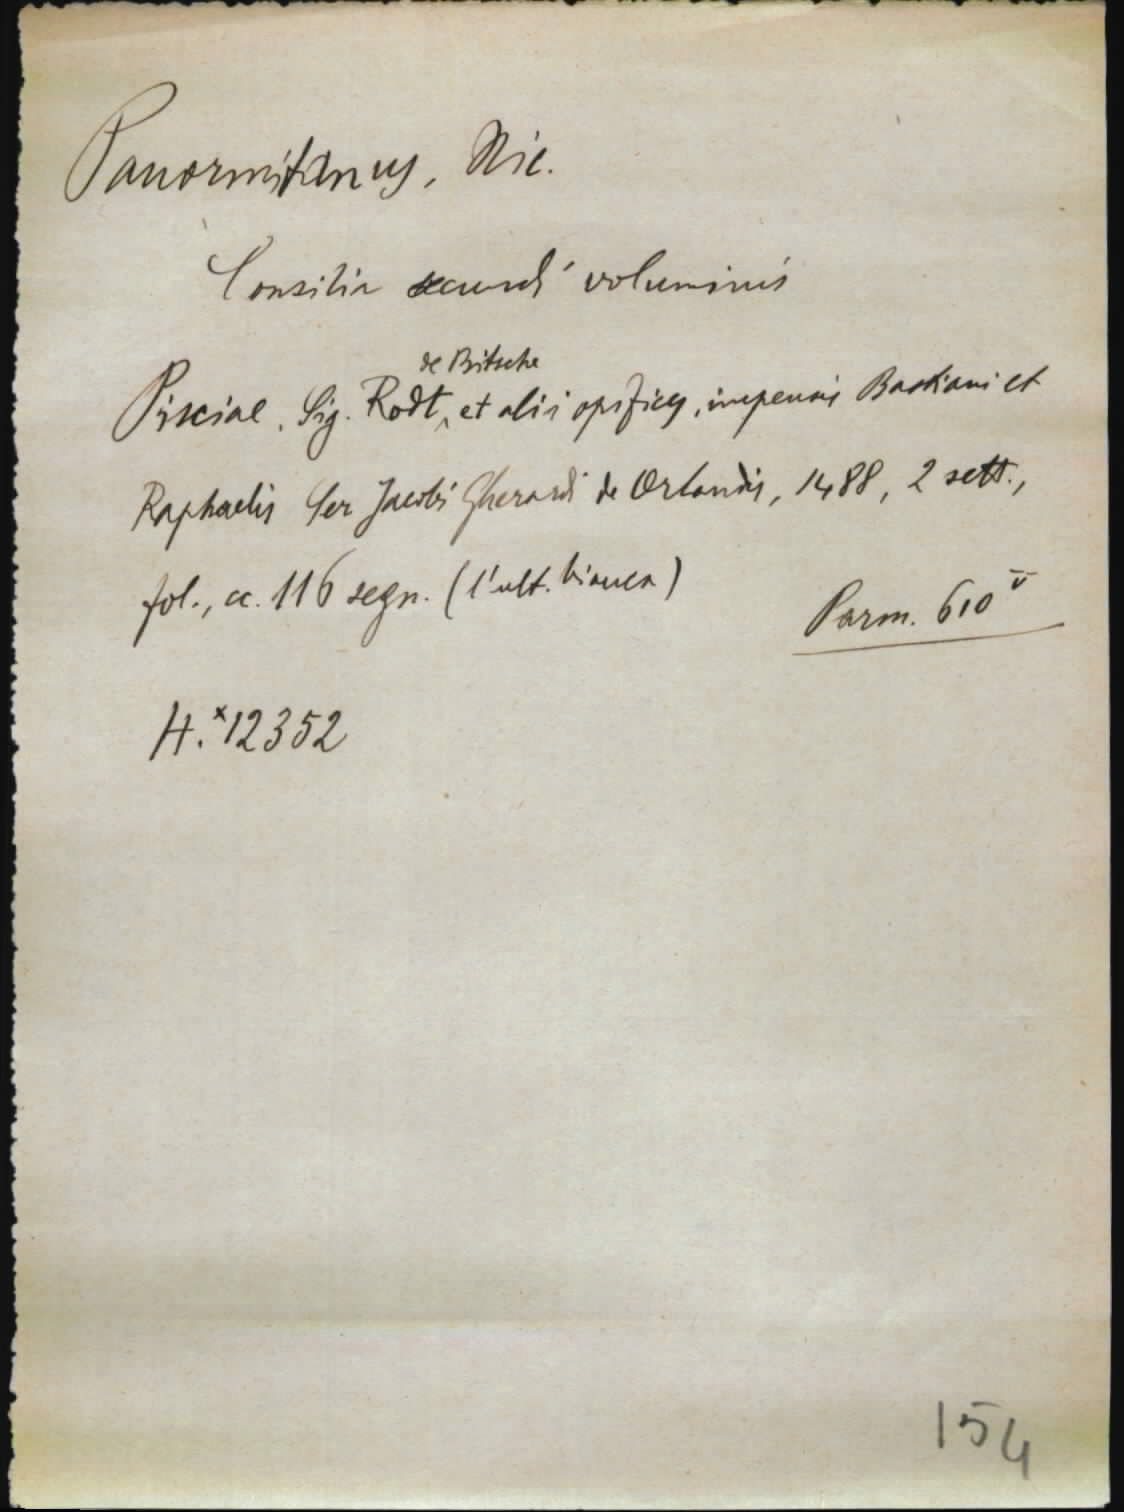 Panormitanus, Nic.
Consilia secundi voluminis
Pisciae, Sig. Rodt de Bitsche et alii opifices, impensis Bastiani et
Raphaelis Ser Jacobi Gherardi de Orlandis, 1488, 2 sett.,
fol., cc. 116 segn. (l'ult. bianca)
Parm. 610 V
H.x12352
154